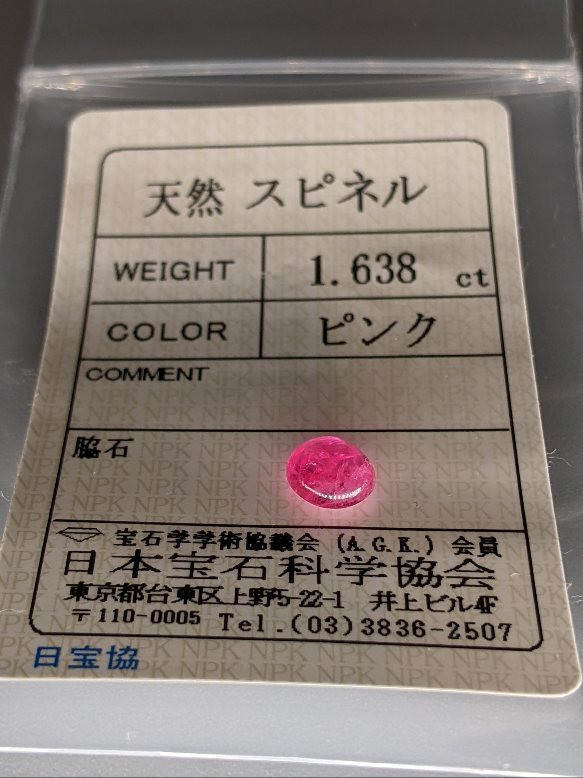 天然 スピネル
WEIGHT 1.638 ct
COLOR ピンク
COMMENT
脇石
宝石学学術協議会 (A.G.K.) 会員
日本宝石科学協会
東京都台東区上野5-22-1 井上ビル4F
〒110-0005 Tel.(03)3836-2507
日宝協 NPK